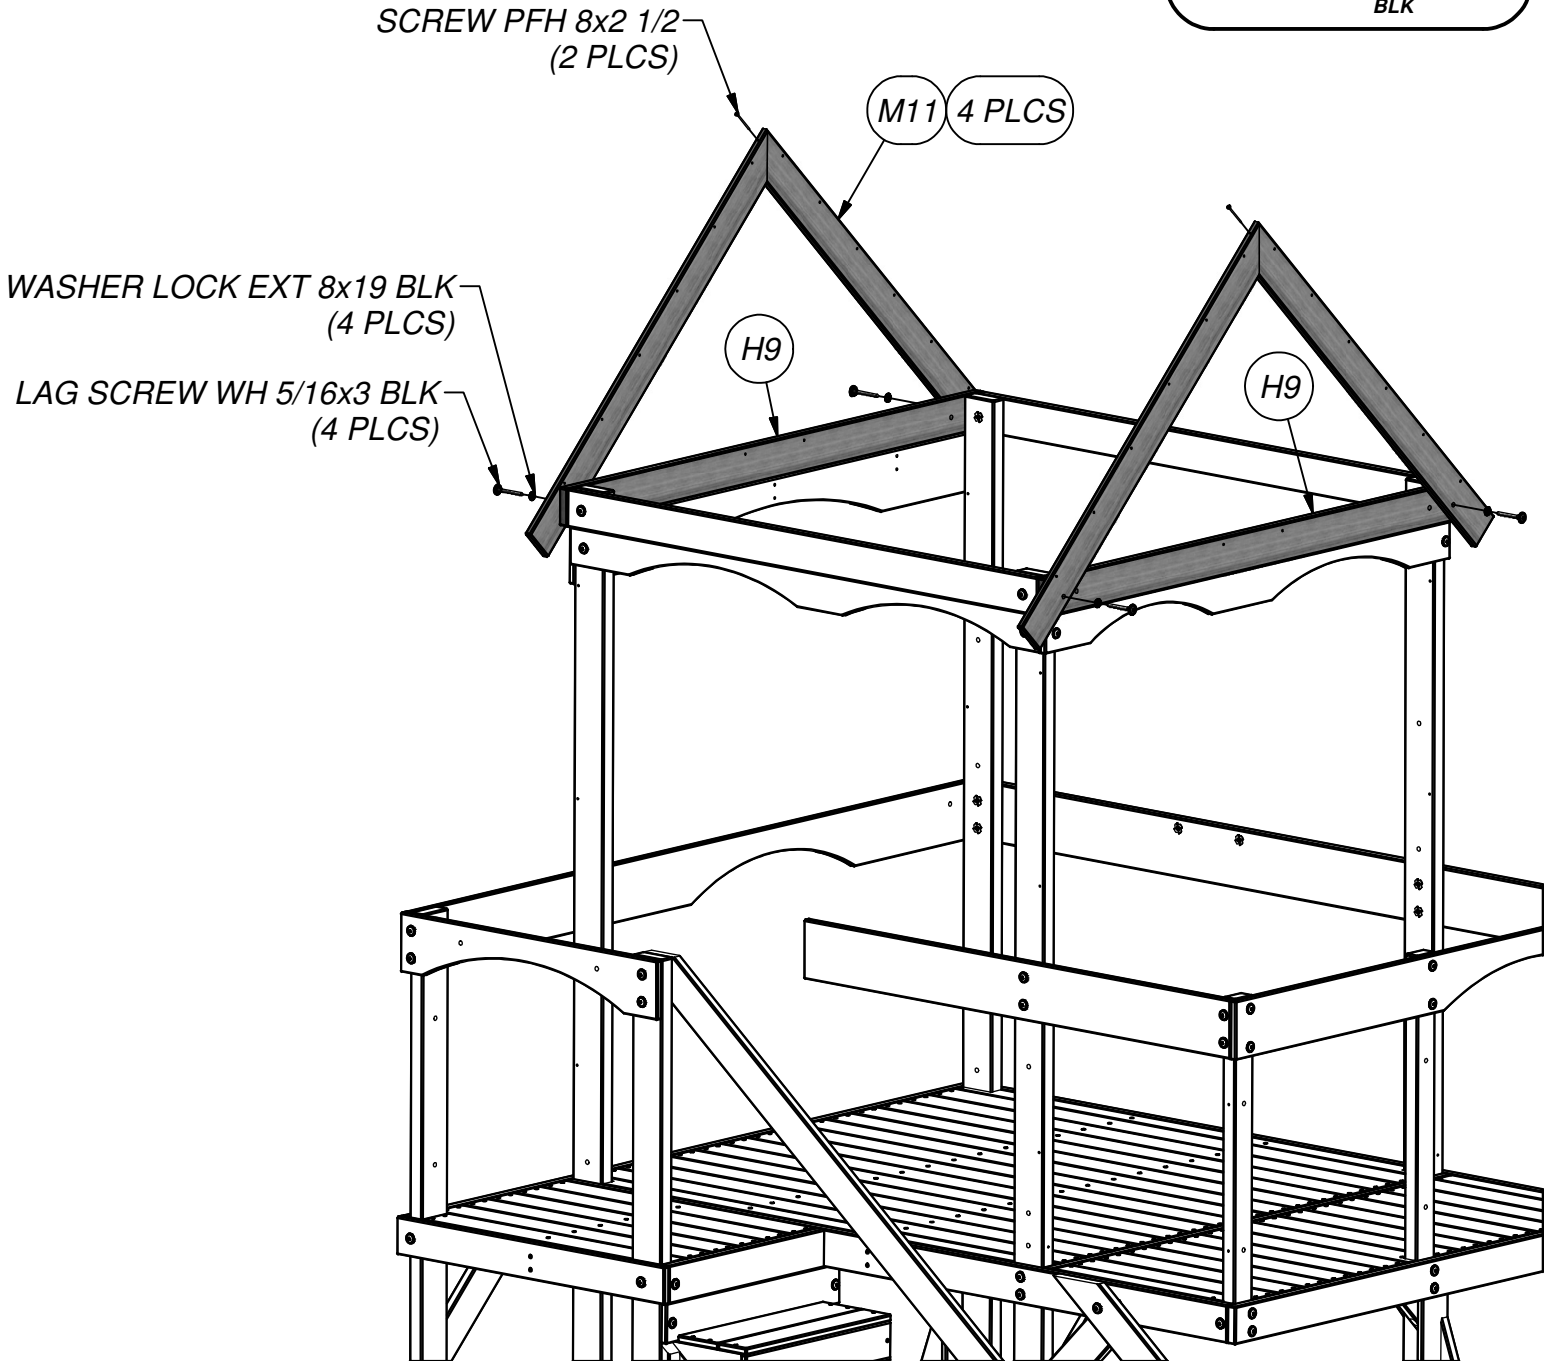 BLK
SCREW PFH 8x2 1/2
(2 PLCS)
M11 4 PLCS
WASHER LOCK EXT 8x19 BLK
(4 PLCS)
H9
H9
LAG SCREW WH 5/16x3 BLK
(4 PLCS)